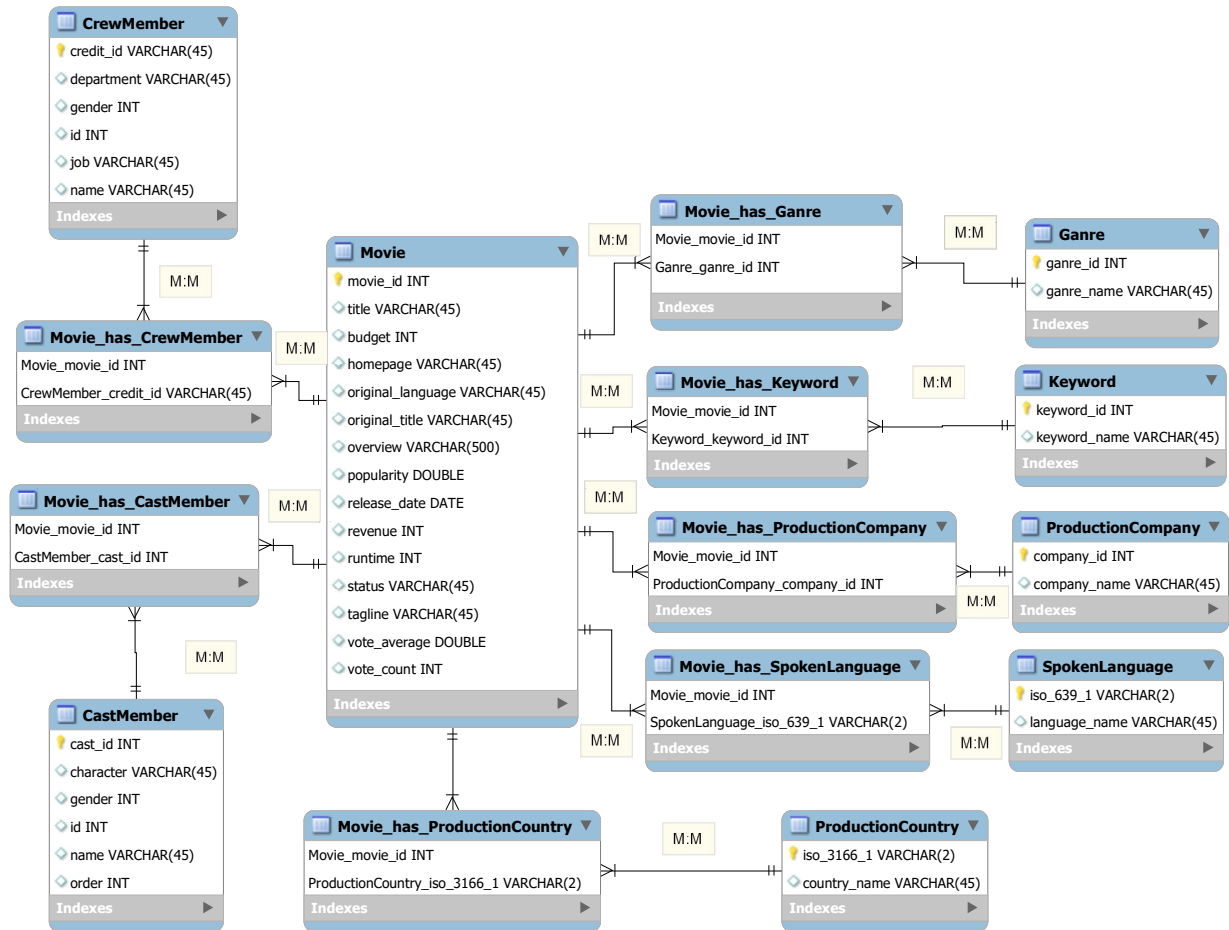 CrewMember
credit_id VARCHAR(45)
department VARCHAR(45)
gender INT
id INT
job VARCHAR(45)
name VARCHAR(45)
Indexes
M:M
Movie_has_CrewMember
Movie_movie_id INT
CrewMember_credit_id VARCHAR(45)
Indexes
M:M
Movie_has_CastMember
Movie_movie_id INT
CastMember_cast_id INT
Indexes
M:M
M:M
CastMember
cast_id INT
character VARCHAR(45)
gender INT
id INT
name VARCHAR(45)
order INT
Indexes
Movie
movie_id INT
title VARCHAR(45)
budget INT
homepage VARCHAR(45)
original_language VARCHAR(45)
original_title VARCHAR(45)
overview VARCHAR(500)
popularity DOUBLE
release_date DATE
revenue INT
runtime INT
status VARCHAR(45)
tagline VARCHAR(45)
vote_average DOUBLE
vote_count INT
Indexes
M:M
Movie_has_Ganre
Movie_movie_id INT
Ganre_ganre_id INT
Indexes
M:M
Ganre
ganre_id INT
ganre_name VARCHAR(45)
Indexes
M:M
Movie_has_Keyword
Movie_movie_id INT
Keyword_keyword_id INT
Indexes
M:M
Keyword
keyword_id INT
keyword_name VARCHAR(45)
Indexes
M:M
Movie_has_ProductionCompany
Movie_movie_id INT
ProductionCompany_company_id INT
Indexes
M:M
ProductionCompany
company_id INT
company_name VARCHAR(45)
Indexes
M:M
Movie_has_SpokenLanguage
Movie_movie_id INT
SpokenLanguage_iso_639_1 VARCHAR(2)
Indexes
M:M
SpokenLanguage
iso_639_1 VARCHAR(2)
language_name VARCHAR(45)
Indexes
Movie_has_ProductionCountry
Movie_movie_id INT
ProductionCountry_iso_3166_1 VARCHAR(2)
Indexes
M:M
ProductionCountry
iso_3166_1 VARCHAR(2)
country_name VARCHAR(45)
Indexes